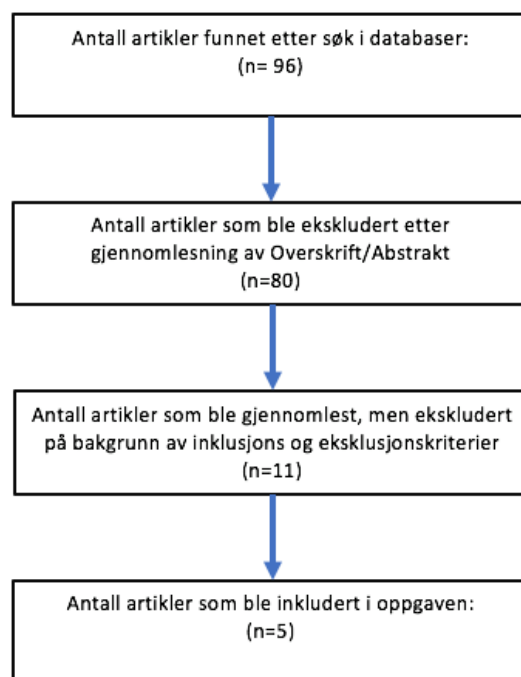 Antall artikler funnet etter søk i databaser:
(n= 96)
Antall artikler som ble ekskludert etter
gjennomlesning av Overskrift/Abstrakt
(n=80)
Antall artikler som ble gjennomlest, men ekskludert
på bakgrunn av inklusjons og eksklusjonskriterier
(n=11)
Antall artikler som ble inkludert i oppgaven:
(n=5)